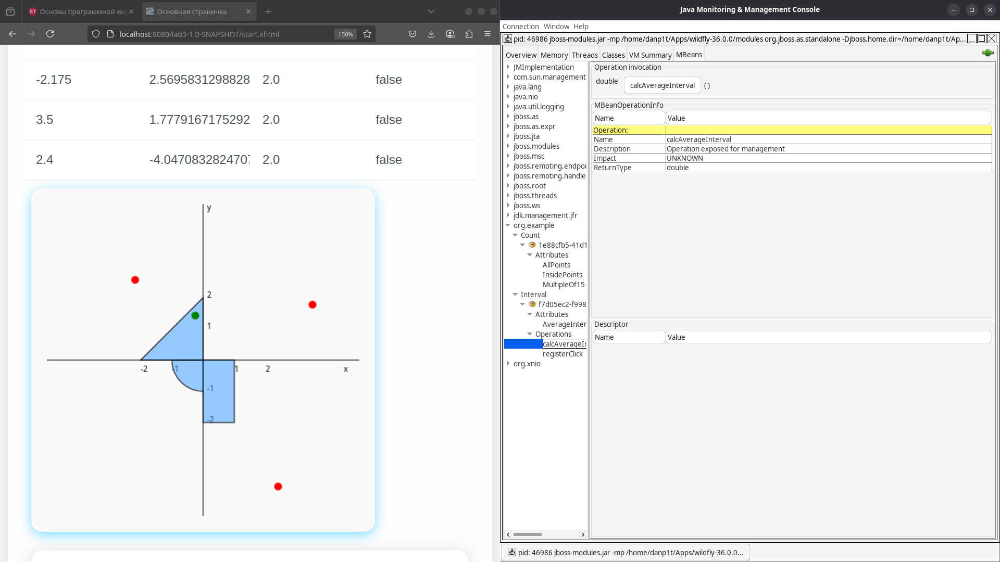 Основы программной ин
Основная страничка
localhost:8080/lab3-1.0-SNAPSHOT/start.xhtml
150%
-2.175 2.5695831298828 2.0 false
3.5 1.7779167175292 2.0 false
2.4 -4.0470832824707 2.0 false
y
2
1
-2 -1 1 2 x
-1
-2
Java Monitoring & Management Console
Connection Window Help
pid: 46986 jboss-modules.jar -mp /home/danp1t/Apps/wildfly-36.0.0/modules org.jboss.as.standalone -Djboss.home.dir=/home/danp1t/Ap...
Overview Memory Threads Classes VM Summary MBeans
JMImplementation
com.sun.management
java.lang
java.nio
java.util.logging
jboss.as
jboss.as.expr
jboss.jta
jboss.modules
jboss.msc
jboss.remoting.endpoi
jboss.remoting.handle
jboss.root
jboss.threads
jboss.ws
jdk.management.jfr
org.example
Count
1e88cfb5-41d1
Attributes
AllPoints
InsidePoints
MultipleOf15
Interval
f7d05ec2-f998
Attributes
AverageInter
Operations
calcAverageIn
registerClick
org.xnio
Operation invocation
double calcAverageInterval ( )
MBeanOperationInfo
Name Value
Operation:
Name calcAverageInterval
Description Operation exposed for management
Impact UNKNOWN
ReturnType double
Descriptor
Name Value
pid: 46986 jboss-modules.jar -mp /home/danp1t/Apps/wildfly-36.0.0...